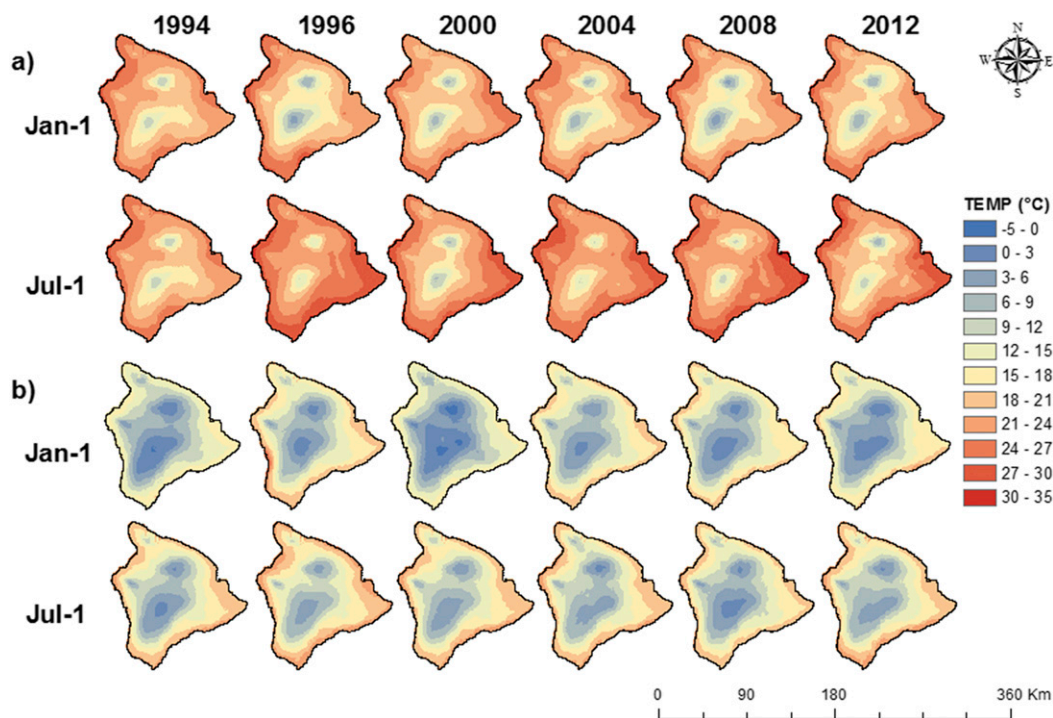 1994 1996 2000 2004 2008 2012
N
W E
S
a)
Jan-1
Jul-1
TEMP (°C)
-5 - 0
0 - 3
3 - 6
6 - 9
9 - 12
12 - 15
15 - 18
18 - 21
21 - 24
24 - 27
27 - 30
30 - 35
b)
Jan-1
Jul-1
0 90 180 360 Km